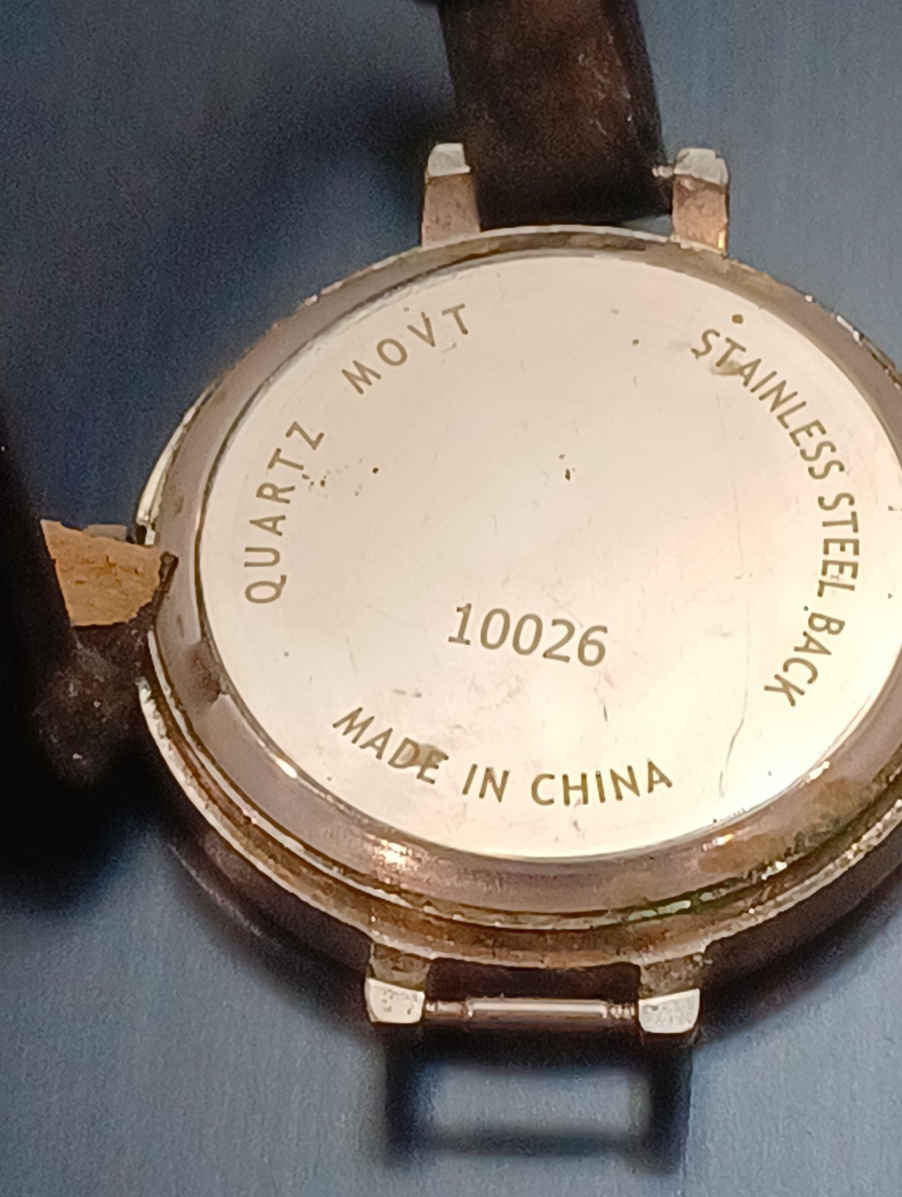 QUARTZ MOVT
STAINLESS STEEL BACK
10026
MADE IN CHINA